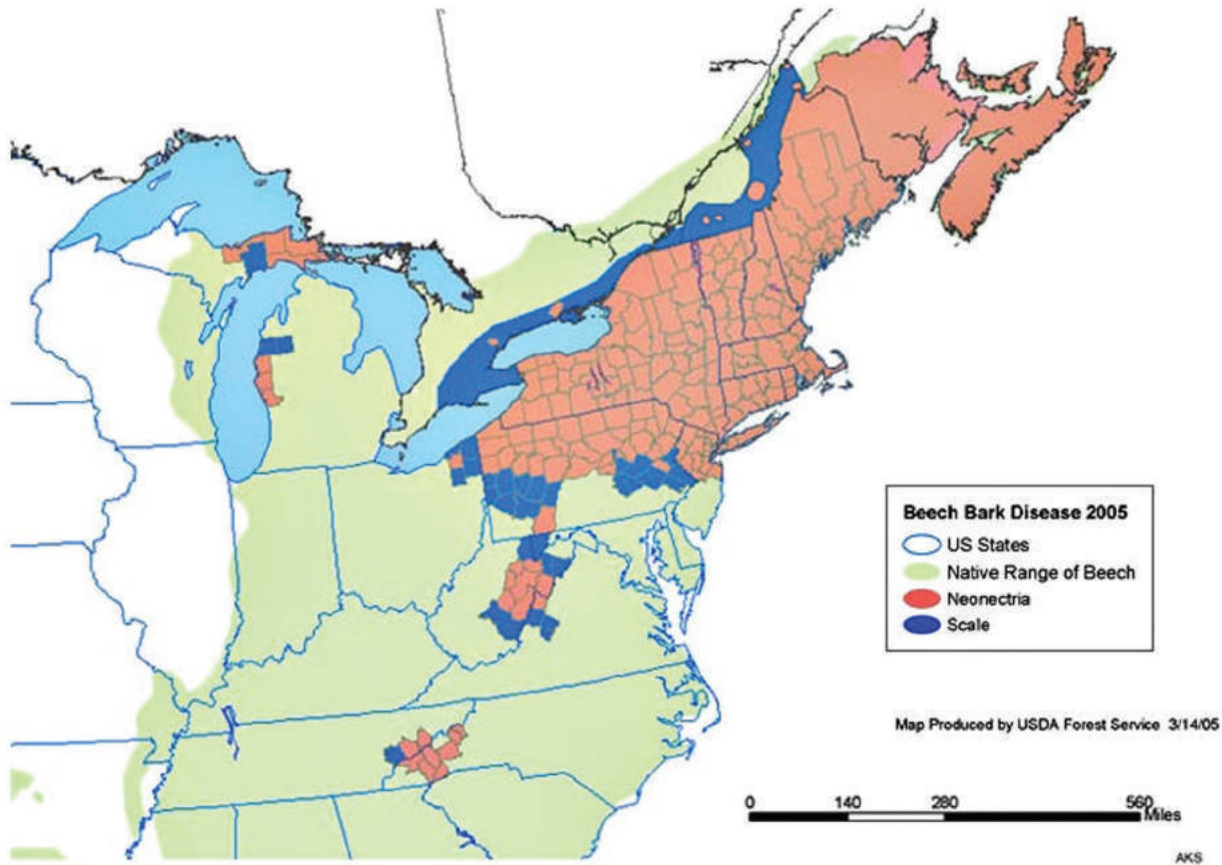 Beech Bark Disease 2005
US States
Native Range of Beech
Neonectria
Scale
Map Produced by USDA Forest Service 3/14/05
0 140 280 560
Miles
AKS